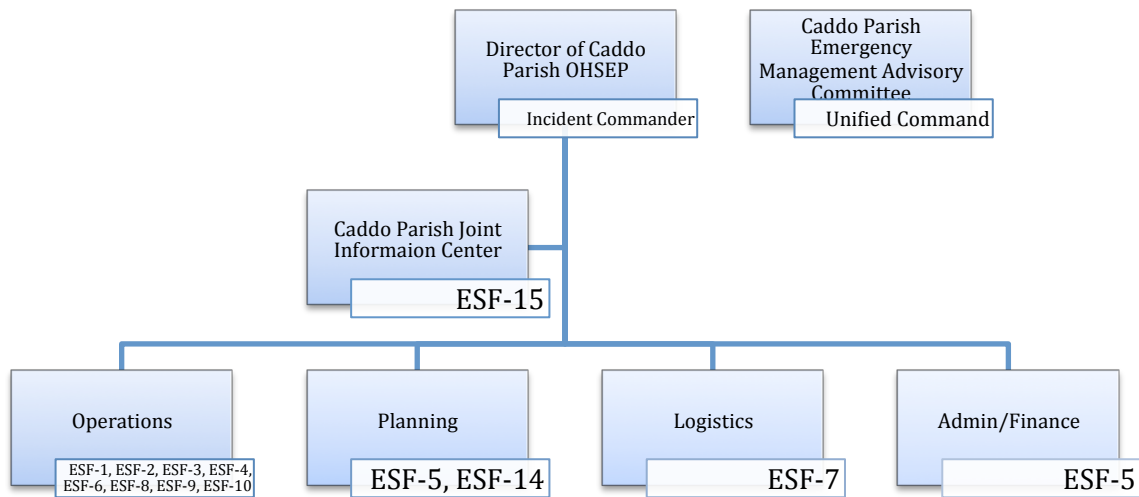 Director of Caddo
Parish OHSEP
Incident Commander
Caddo Parish
Emergency
Management Advisory
Committee
Unified Command
Caddo Parish Joint
Informaion Center
ESF-15
Operations
ESF-1, ESF-2, ESF-3, ESF-4,
ESF-6, ESF-8, ESF-9, ESF-10
Planning
ESF-5, ESF-14
Logistics
ESF-7
Admin/Finance
ESF-5